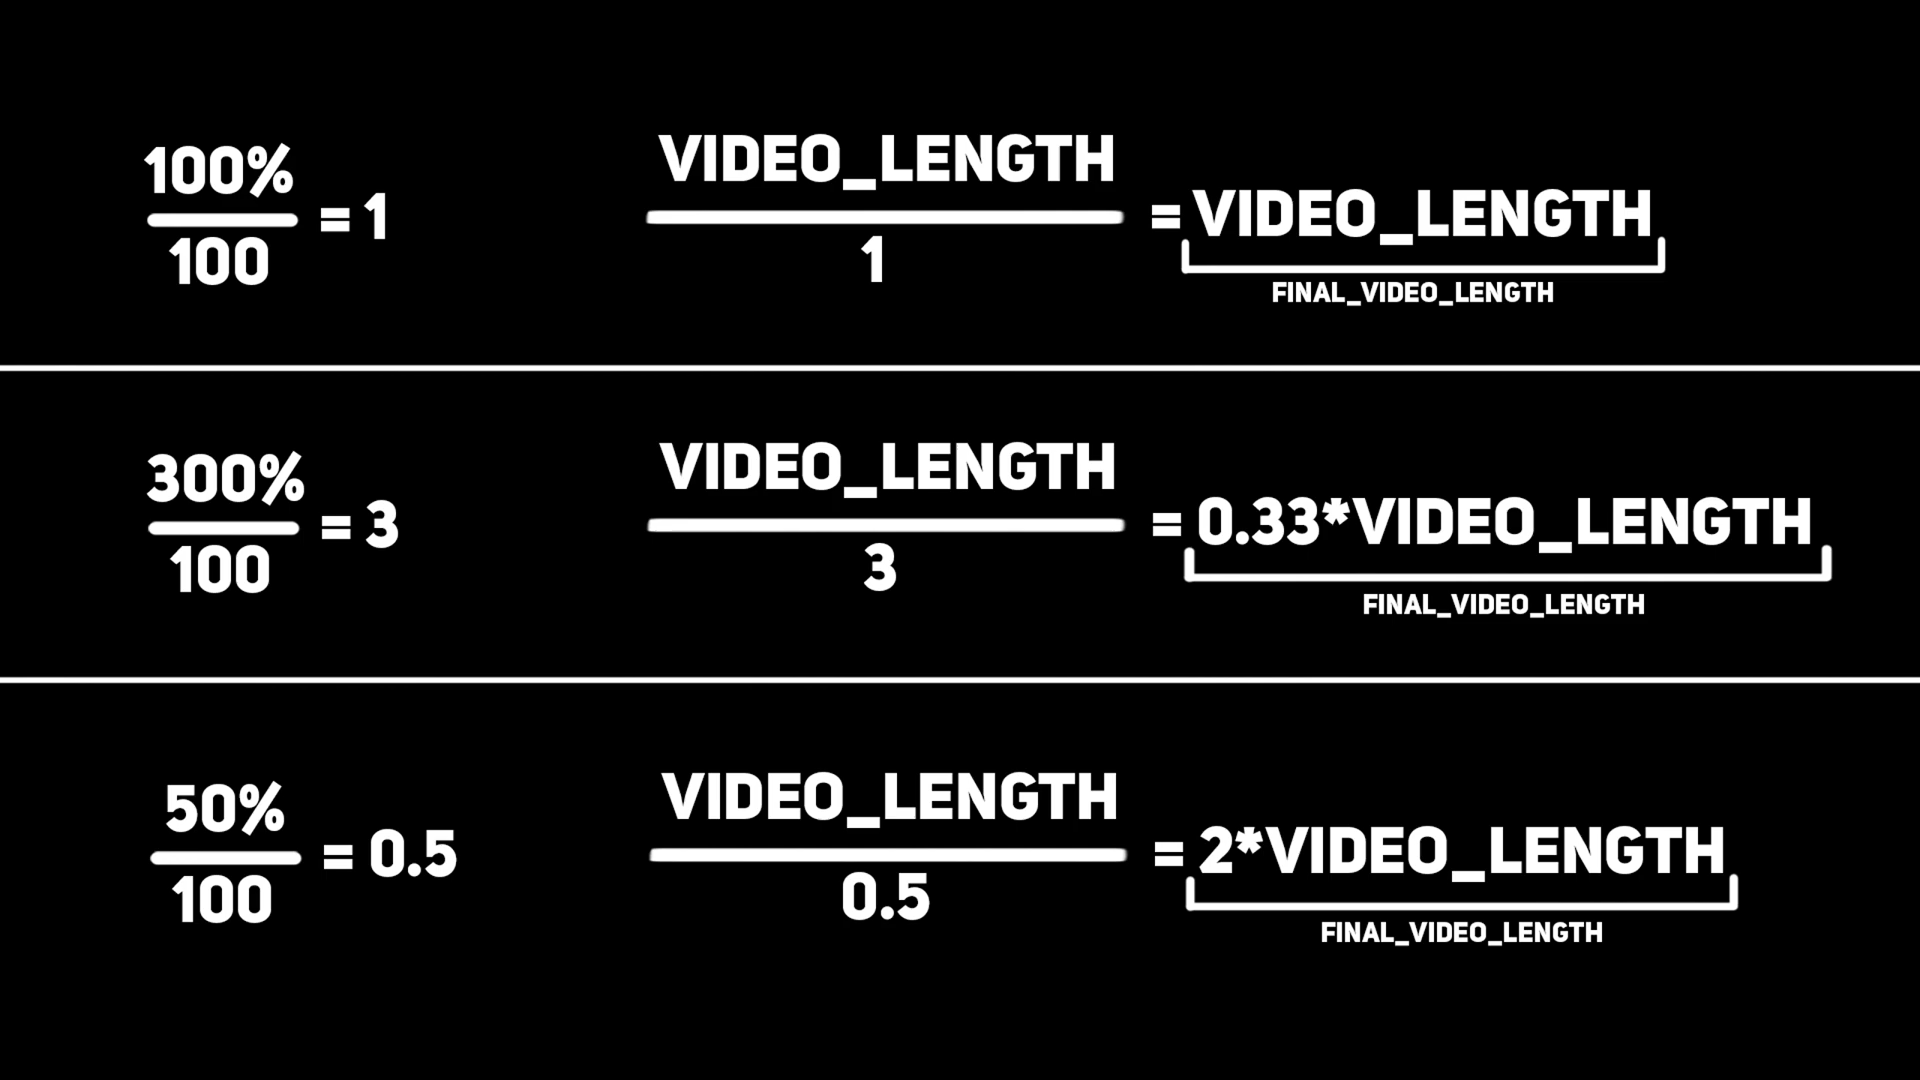 100%
100
= 1
VIDEO_LENGTH
1
= VIDEO_LENGTH
FINAL_VIDEO_LENGTH
300%
100
= 3
VIDEO_LENGTH
3
= 0.33*VIDEO_LENGTH
FINAL_VIDEO_LENGTH
50%
100
= 0.5
VIDEO_LENGTH
0.5
= 2*VIDEO_LENGTH
FINAL_VIDEO_LENGTH